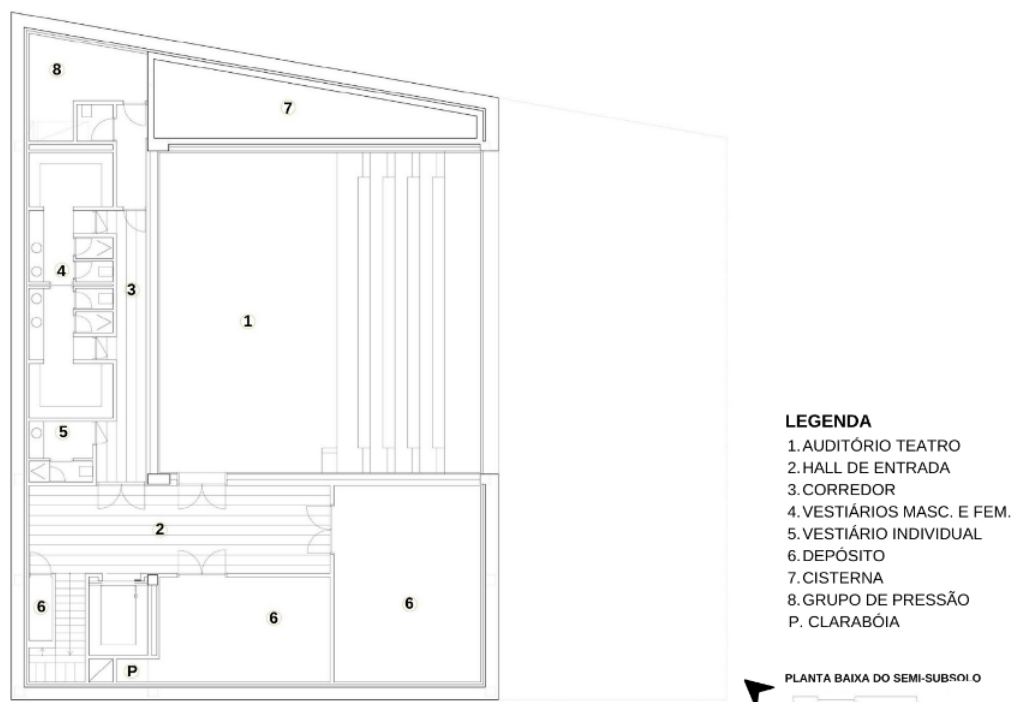 8
7
4
3
1
5
2
6
6
6
P
LEGENDA
1. AUDITÓRIO TEATRO
2. HALL DE ENTRADA
3. CORREDOR
4. VESTIÁRIOS MASC. E FEM.
5. VESTIÁRIO INDIVIDUAL
6. DEPÓSITO
7. CISTERNA
8. GRUPO DE PRESSÃO
P. CLARABÓIA
PLANTA BAIXA DO SEMI-SUBSOLO